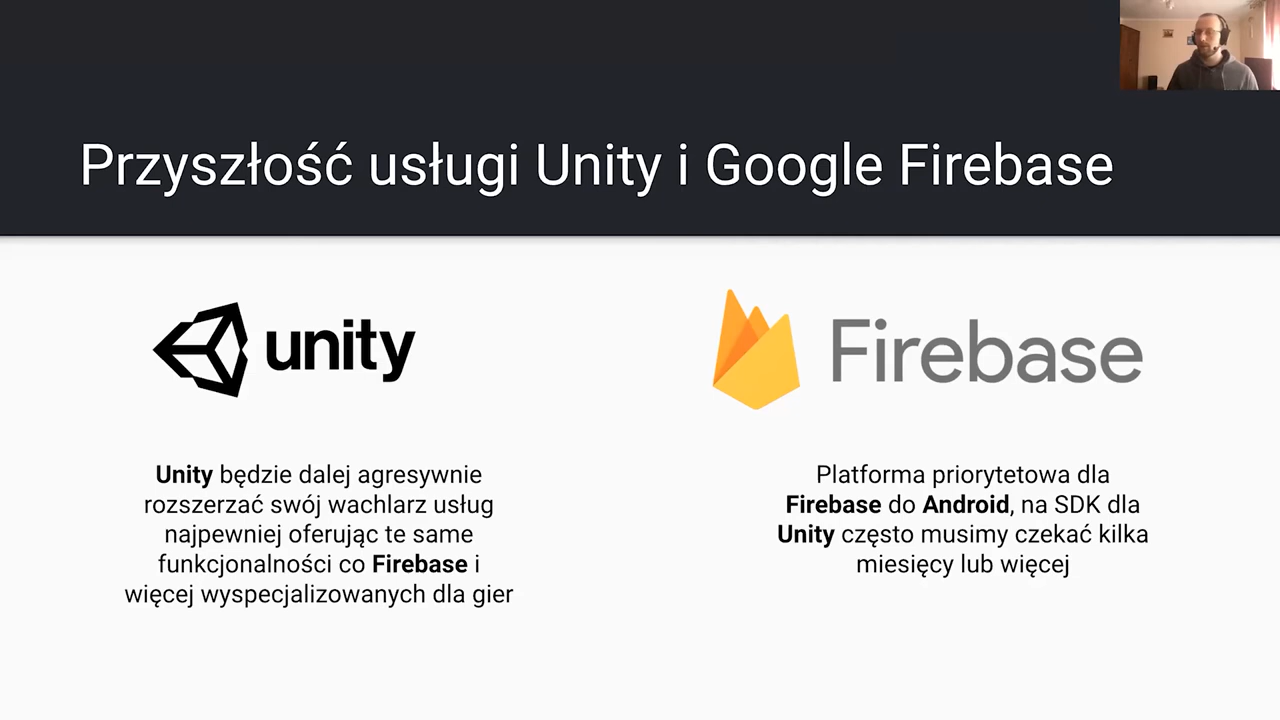 Przyszłość usługi Unity i Google Firebase
unity
Unity będzie dalej agresywnie
rozszerzać swój wachlarz usług
najpewniej oferując te same
funkcjonalności co Firebase i
więcej wyspecjalizowanych dla gier
Firebase
Platforma priorytetowa dla
Firebase do Android, na SDK dla
Unity często musimy czekać kilka
miesięcy lub więcej